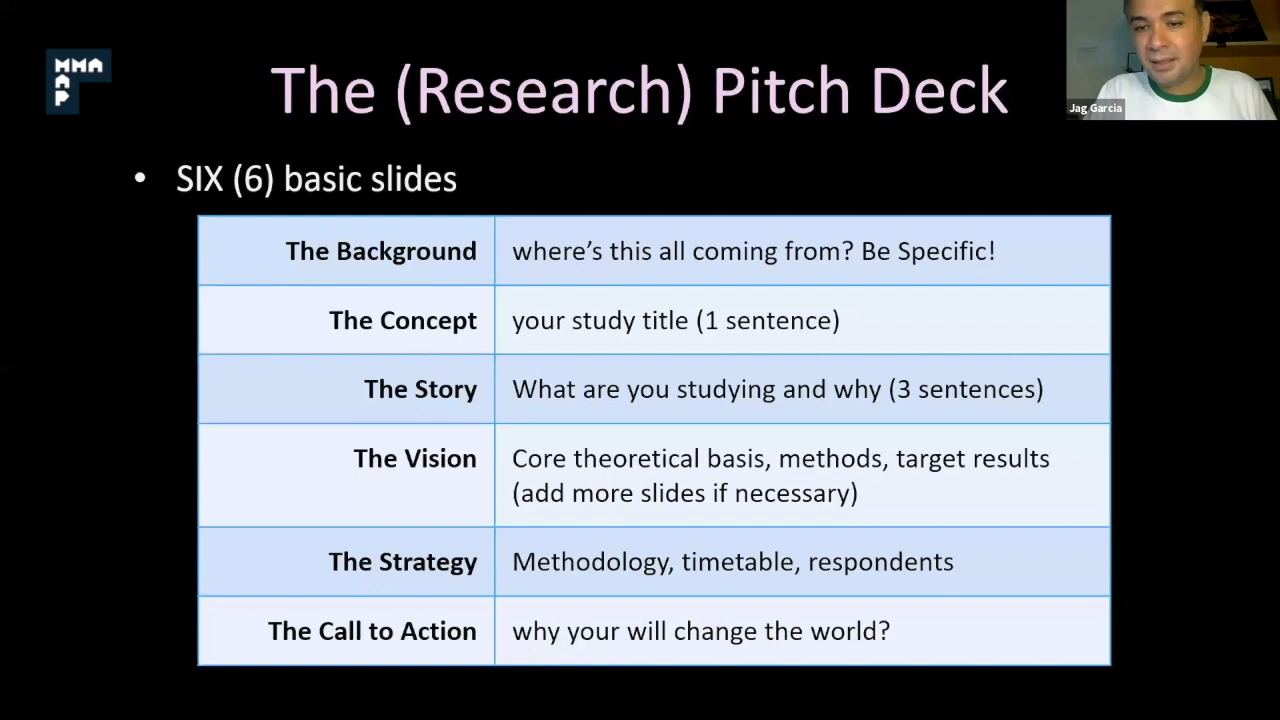 MMA
A
P
The (Research) Pitch Deck
Jag Garcia
• SIX (6) basic slides
The Background where's this all coming from? Be Specific!
The Concept your study title (1 sentence)
The Story What are you studying and why (3 sentences)
The Vision Core theoretical basis, methods, target results
(add more slides if necessary)
The Strategy Methodology, timetable, respondents
The Call to Action why your will change the world?